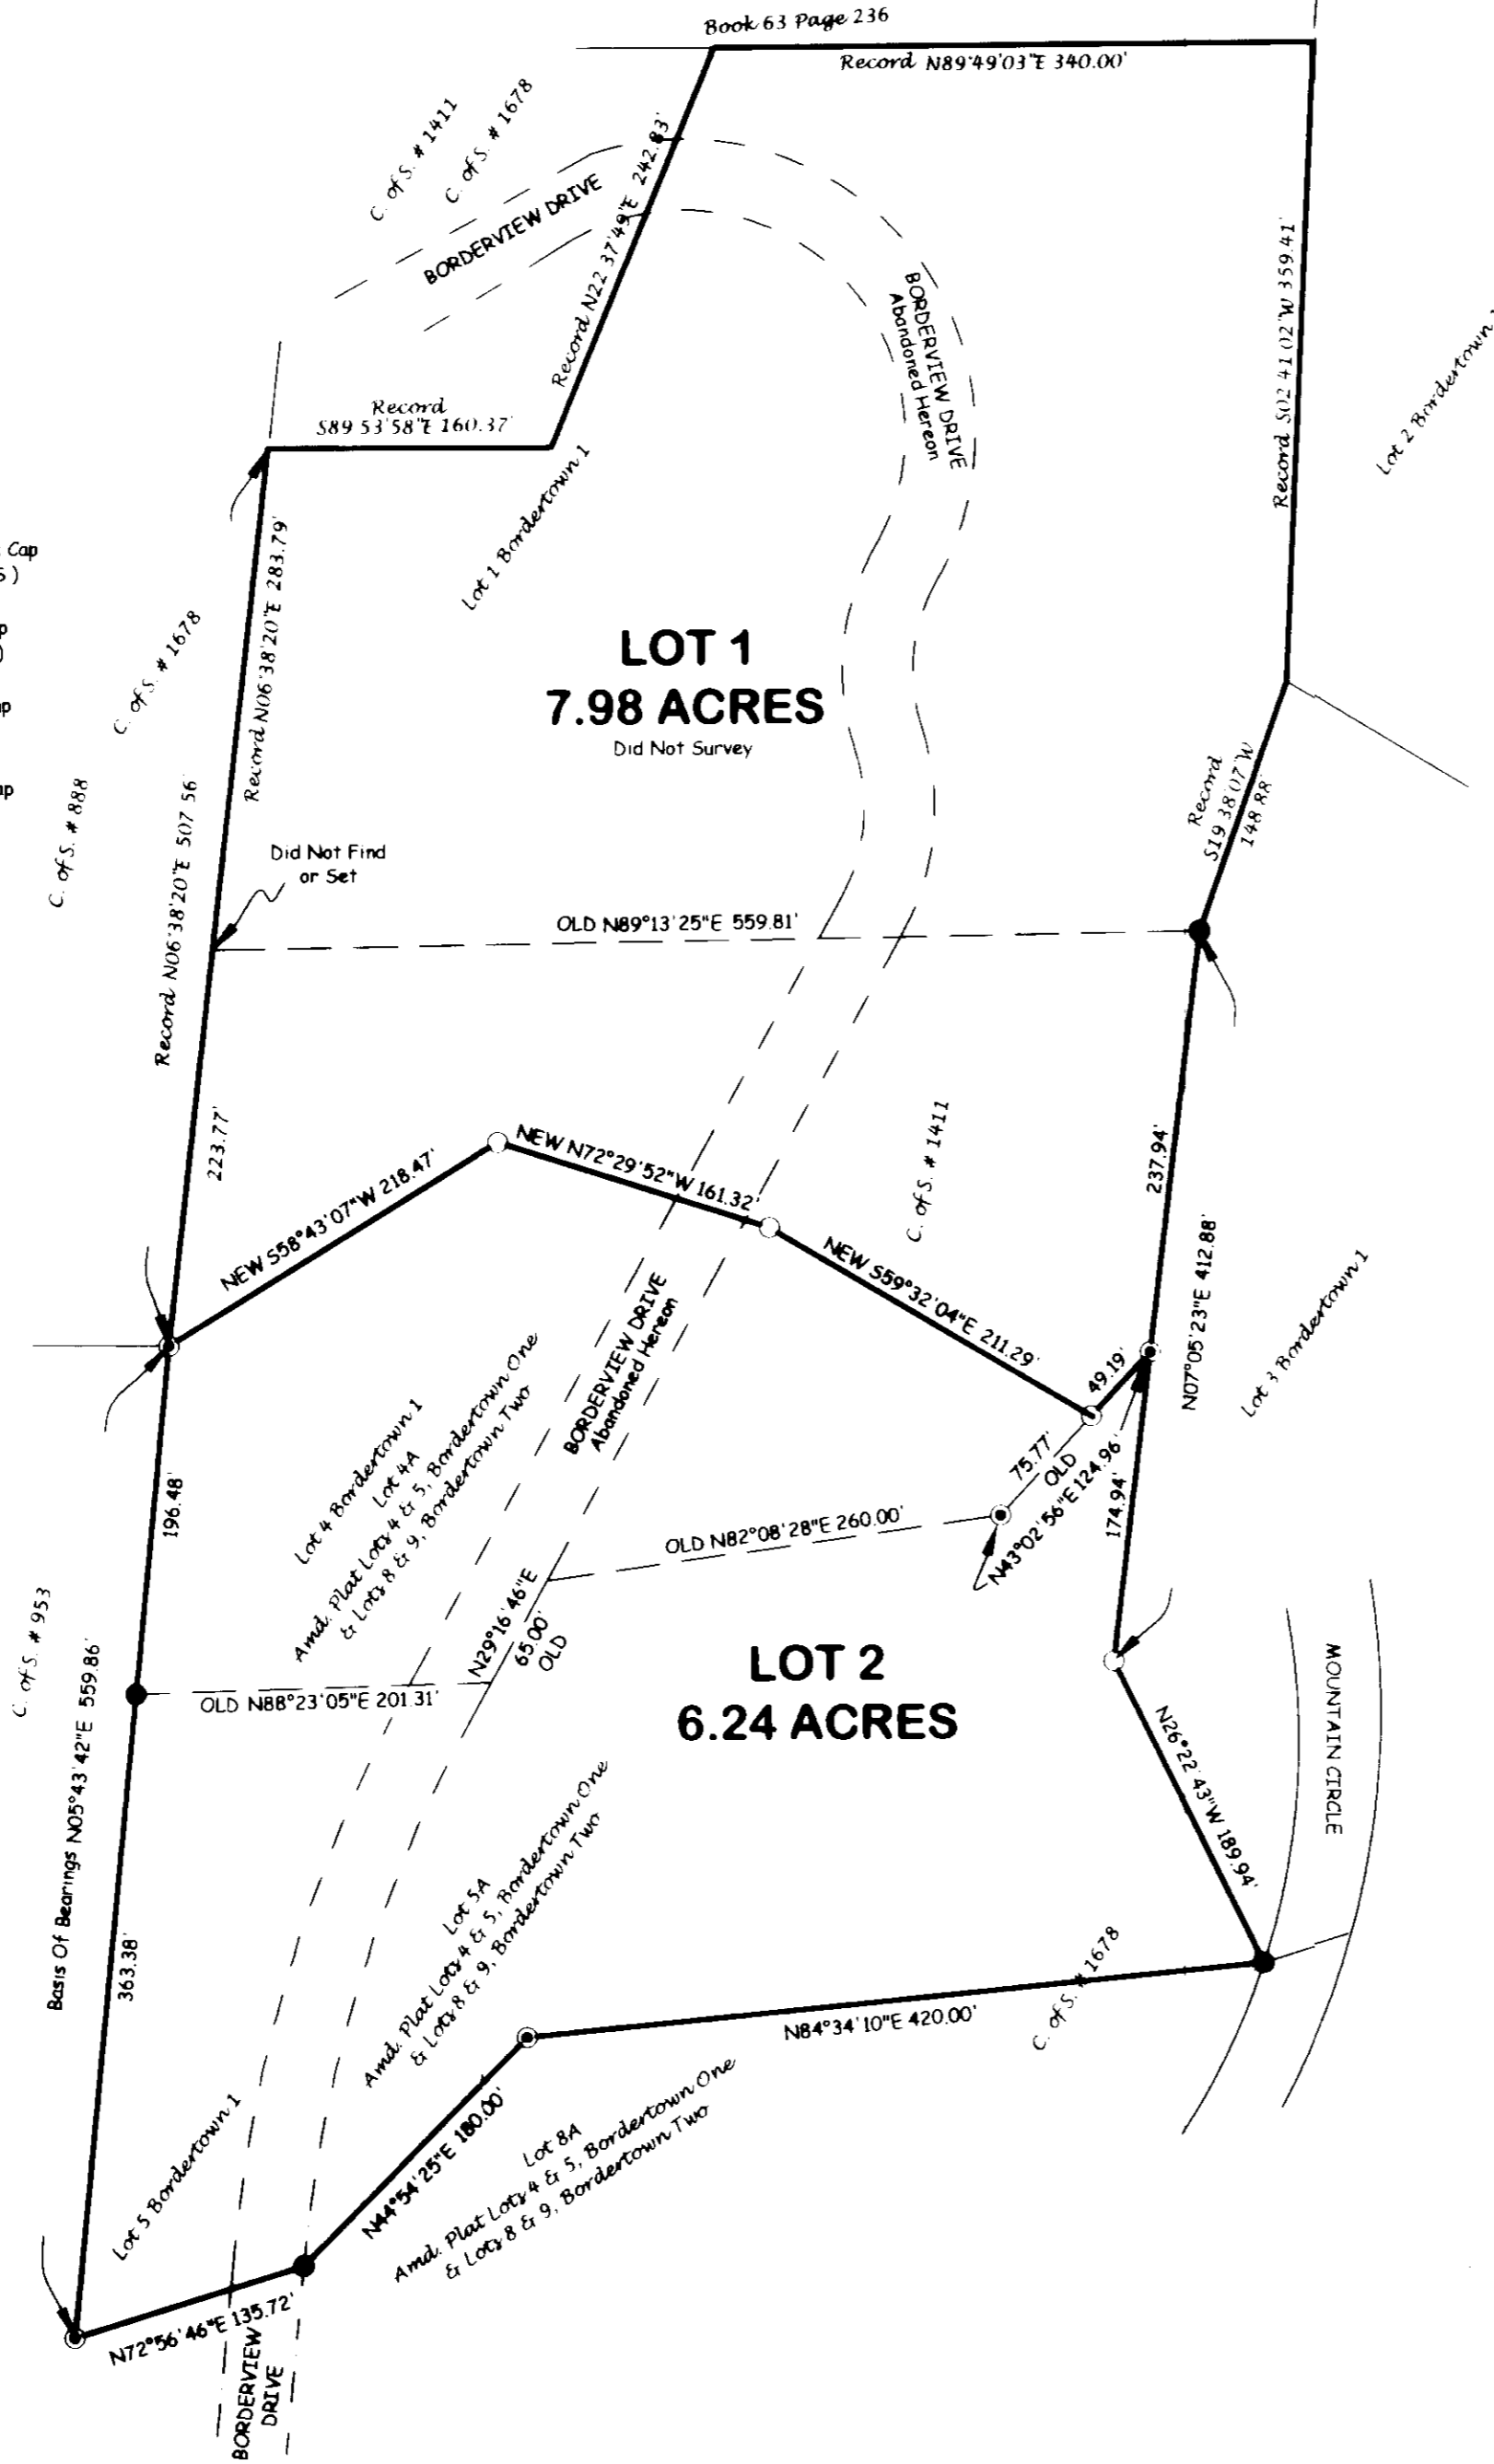 Book 63 Page 236
Record N89°49'03"E 340.00'
C. of S. # 1411
C. of S. # 1678
BORDERVIEW DRIVE
Record N22 37'49"E 242.83'
BORDERVIEW DRIVE
Abandoned Hereon
Record S02 41 02"W 359.41'
Lot 2 Bordertown
Record
S89 53'58"E 160.37'
Lot 1 Bordertown 1
Cap
C. of S. # 1678
Record N06°38'20"E 283.79'
LOT 1
7.98 ACRES
Did Not Survey
C. of S. # 888
Record N06°38'20"E 507 56'
Did Not Find
or Set
Record
S19 38 07"W
148 88'
OLD N89°13'25"E 559.81'
223.77'
NEW S58°43'07"W 218.47'
NEW N72°29'52"W 161.32'
C. of S. # 1411
NEW S59°32'04"E 211.29'
237.94'
N07°05'23"E 412.88'
Lot 3 Bordertown 1
49.19'
75.77'
OLD
N43°02'56"E 124.96'
174.94'
BORDERVIEW DRIVE
Abandoned Hereon
Lot 4 Bordertown 1
Lot 4A
Amd. Plat Lots 4 & 5, Bordertown One
& Lots 8 & 9, Bordertown Two
196.48'
OLD N82°08'28"E 260.00'
N29°16'46"E
65.00'
OLD
C. of S. # 953
OLD N88°23'05"E 201.31'
LOT 2
6.24 ACRES
MOUNTAIN CIRCLE
N26°22'43"W 189.94'
Basis Of Bearings N05°43'42"E 559.86'
363.38'
Lot 5A
Amd. Plat Lots 4 & 5, Bordertown One
& Lots 8 & 9, Bordertown Two
C. of S. # 1678
N84°34'10"E 420.00'
N44°54'25"E 180.00'
Lot 8A
Amd. Plat Lots 4 & 5, Bordertown One
& Lots 8 & 9, Bordertown Two
Lot 5 Bordertown 1
N72°56'46"E 135.72'
BORDERVIEW
DRIVE